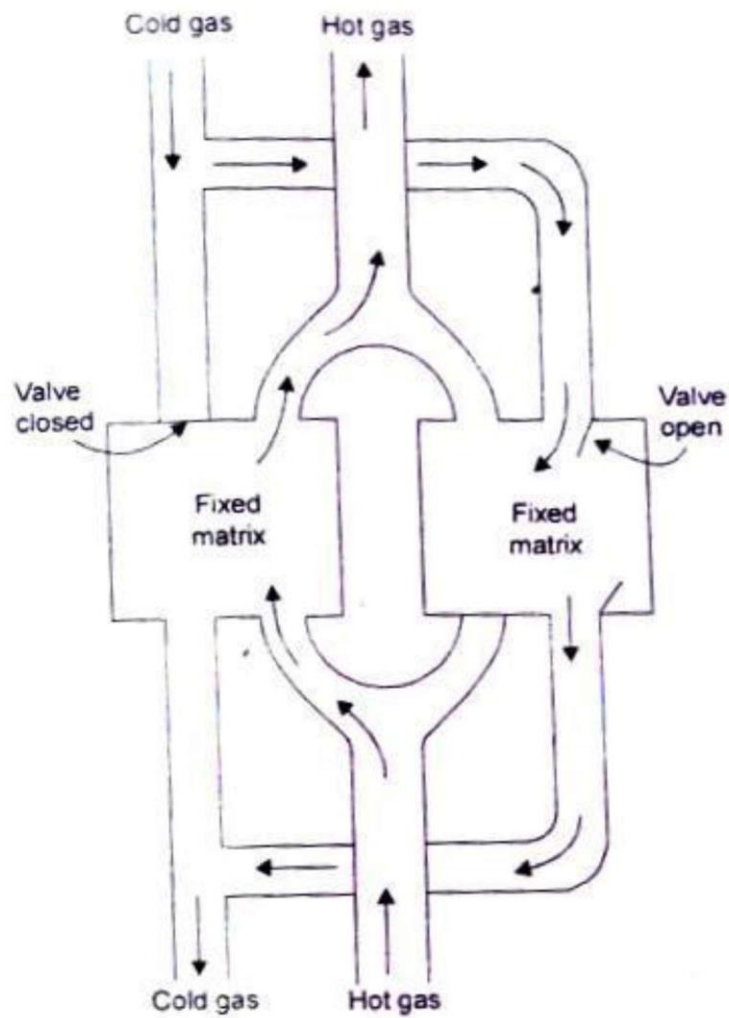 Cold gas
Hot gas
Valve
closed
Valve
open
Fixed
matrix
Fixed
matrix
Cold gas
Hot gas